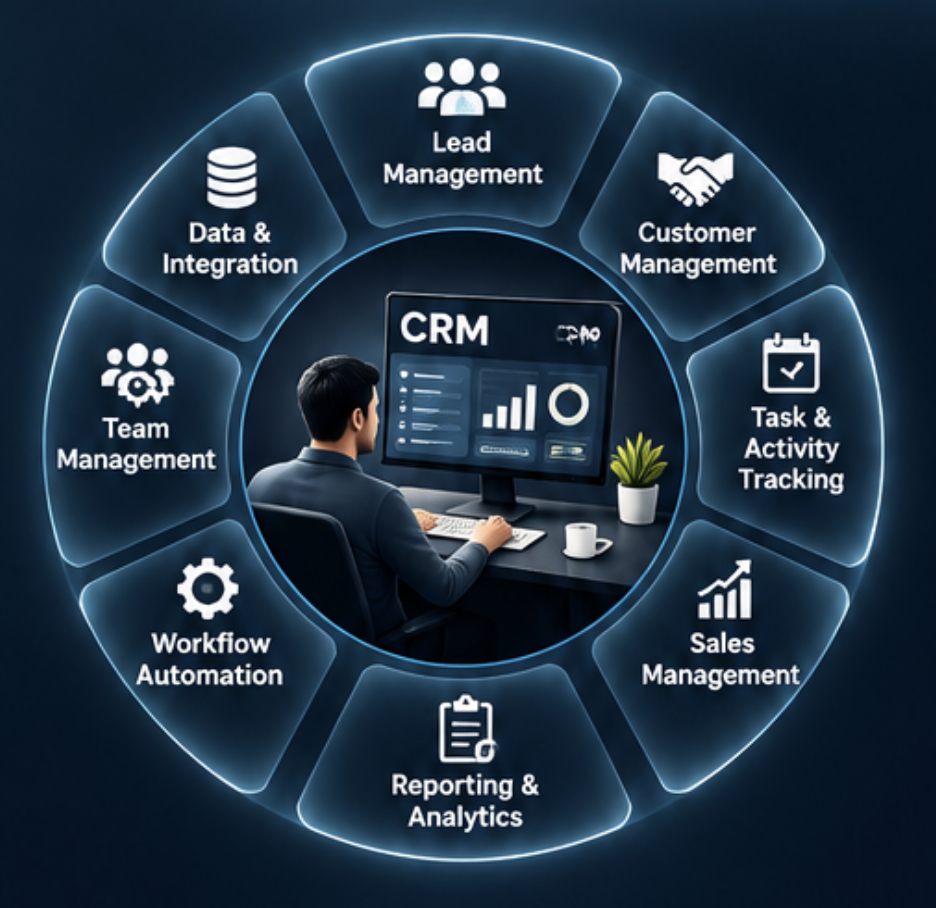 Lead
Management
Customer
Management
Task &
Activity
Tracking
Sales
Management
Reporting &
Analytics
Workflow
Automation
Team
Management
Data &
Integration
CRM